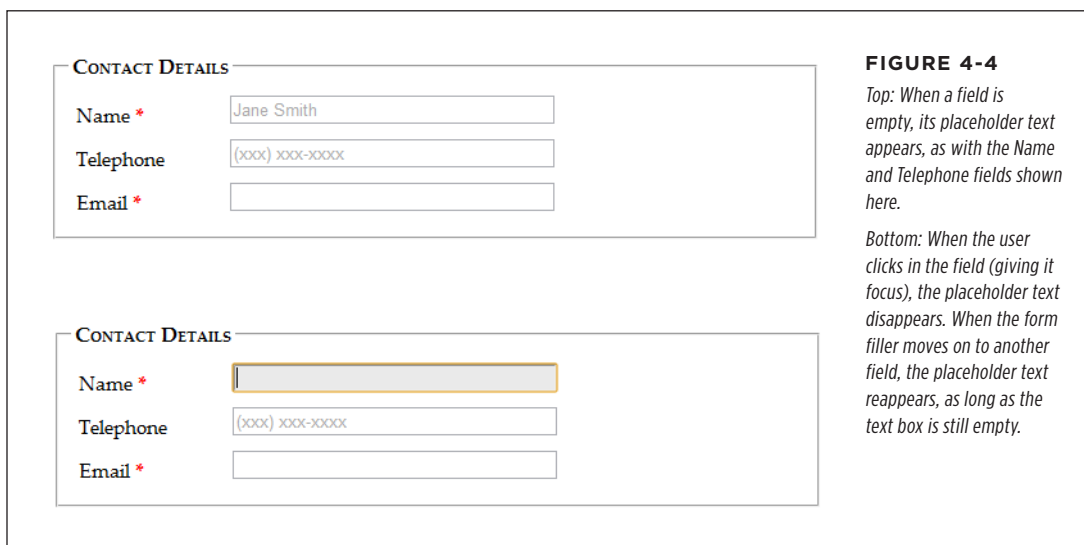 CONTACT DETAILS
Name *
Jane Smith
Telephone
(xxx) xxx-xxxx
Email *
CONTACT DETAILS
Name *
Telephone
(xxx) xxx-xxxx
Email *
FIGURE 4-4
Top: When a field is
empty, its placeholder text
appears, as with the Name
and Telephone fields shown
here.
Bottom: When the user
clicks in the field (giving it
focus), the placeholder text
disappears. When the form
filler moves on to another
field, the placeholder text
reappears, as long as the
text box is still empty.